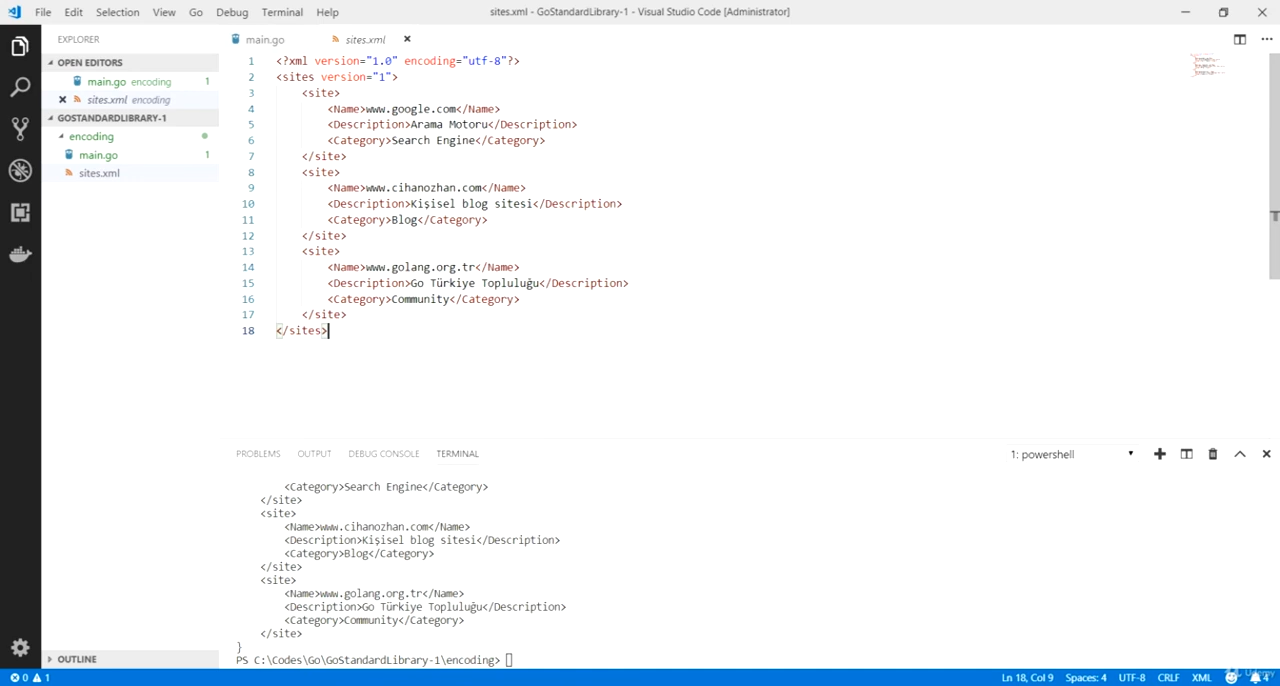 File Edit Selection View Go Debug Terminal Help
sites.xml - GoStandardLibrary-1 - Visual Studio Code [Administrator]
EXPLORER
OPEN EDITORS
main.go encoding 1
sites.xml encoding
GOSTANDARDLIBRARY-1
encoding
main.go 1
sites.xml
OUTLINE
main.go sites.xml
1 <?xml version="1.0" encoding="utf-8"?>
2 <sites version="1">
3 <site>
4 <Name>www.google.com</Name>
5 <Description>Arama Motoru</Description>
6 <Category>Search Engine</Category>
7 </site>
8 <site>
9 <Name>www.cihanozhan.com</Name>
10 <Description>Kişisel blog sitesi</Description>
11 <Category>Blog</Category>
12 </site>
13 <site>
14 <Name>www.golang.org.tr</Name>
15 <Description>Go Türkiye Topluluğu</Description>
16 <Category>Community</Category>
17 </site>
18 </sites>
PROBLEMS OUTPUT DEBUG CONSOLE TERMINAL
1: powershell
<Category>Search Engine</Category>
</site>
<site>
<Name>www.cihanozhan.com</Name>
<Description>Kişisel blog sitesi</Description>
<Category>Blog</Category>
</site>
<site>
<Name>www.golang.org.tr</Name>
<Description>Go Türkiye Topluluğu</Description>
<Category>Community</Category>
</site>
}
PS C:\Codes\Go\GoStandardLibrary-1\encoding>
0 1
Ln 18, Col 9 Spaces: 4 UTF-8 CRLF XML 4